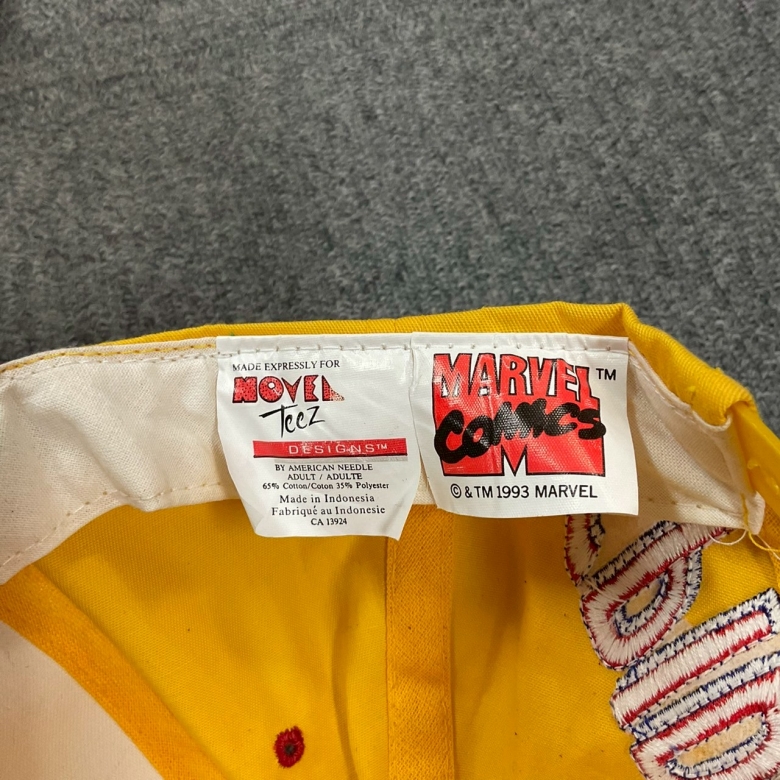 MADE EXPRESSLY FOR
NOVEL
Teez
DESIGNS™
BY AMERICAN NEEDLE
ADULT / ADULTE
65% Cotton/Coton 35% Polyester
Made in Indonesia
Fabriqué au Indonesie
CA 13924
MARVEL™
COMICS
© & TM 1993 MARVEL